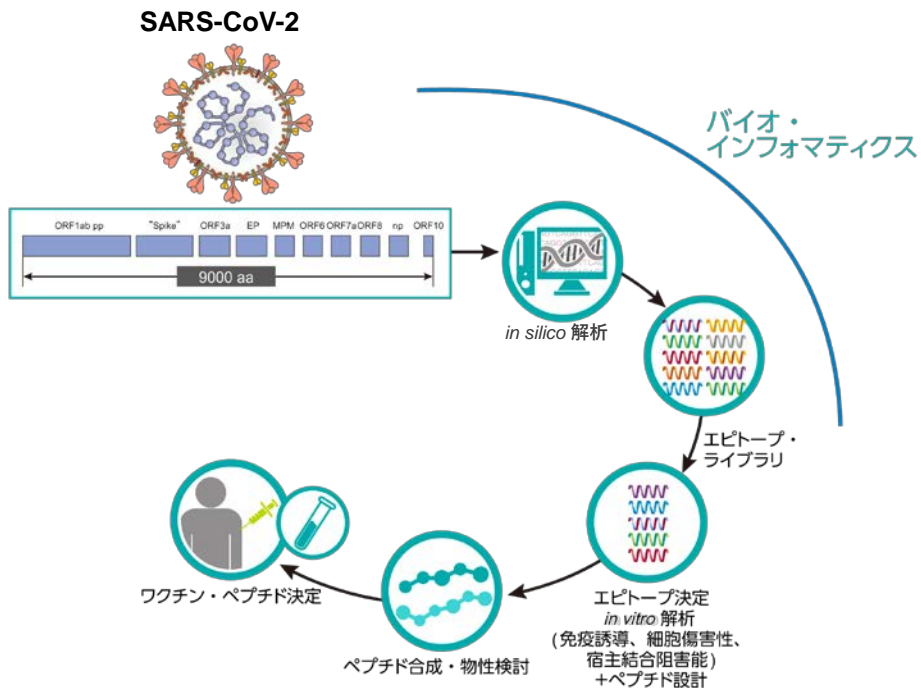 SARS-CoV-2
バイオ・
インフォマティクス
ORF1ab pp "Spike" ORF3a EP MPM ORF6 ORF7a ORF8 np ORF10
9000 aa
in silico 解析
エピトープ・
ライブラリ
エピトープ決定
in vitro 解析
(免疫誘導、細胞傷害性、
宿主結合阻害能)
+ペプチド設計
ペプチド合成・物性検討
ワクチン・ペプチド決定